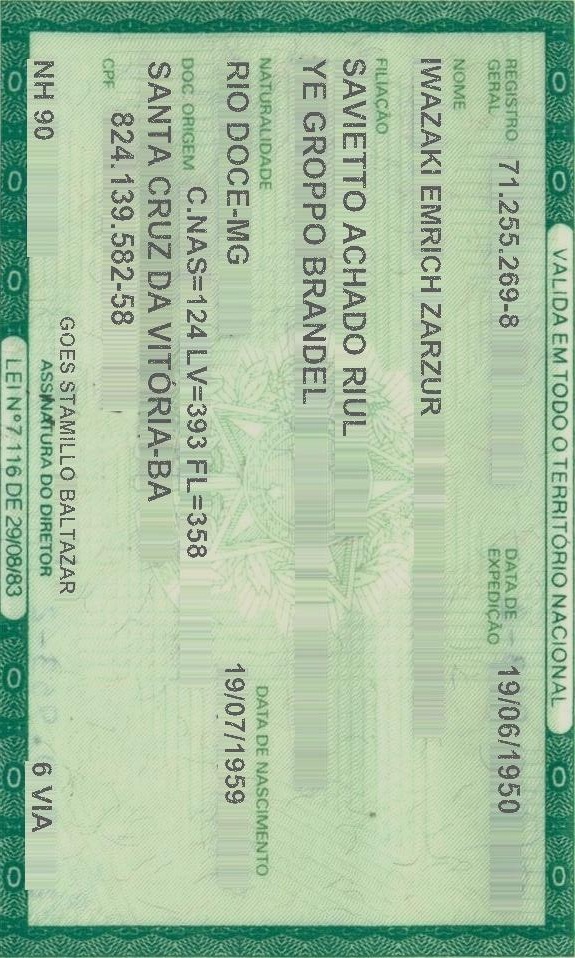 VALIDA EM TODO O TERRITÓRIO NACIONAL
REGISTRO GERAL 71.255.269-8 DATA DE EXPEDIÇÃO 19/06/1950
NOME
IWAZAKI EMRICH ZARZUR
FILIAÇÃO
SAVIETTO ACHADO RIUL
YE GROPPO BRANDEL
NATURALIDADE DATA DE NASCIMENTO
RIO DOCE-MG 19/07/1959
DOC. ORIGEM C.NAS=124 LV=393 FL=358
SANTA CRUZ DA VITÓRIA-BA
CPF 824.139.582-58
GOES STAMILLO BALTAZAR
ASSINATURA DO DIRETOR
NH 90 6 VIA
LEI Nº 7.116 DE 29/08/83